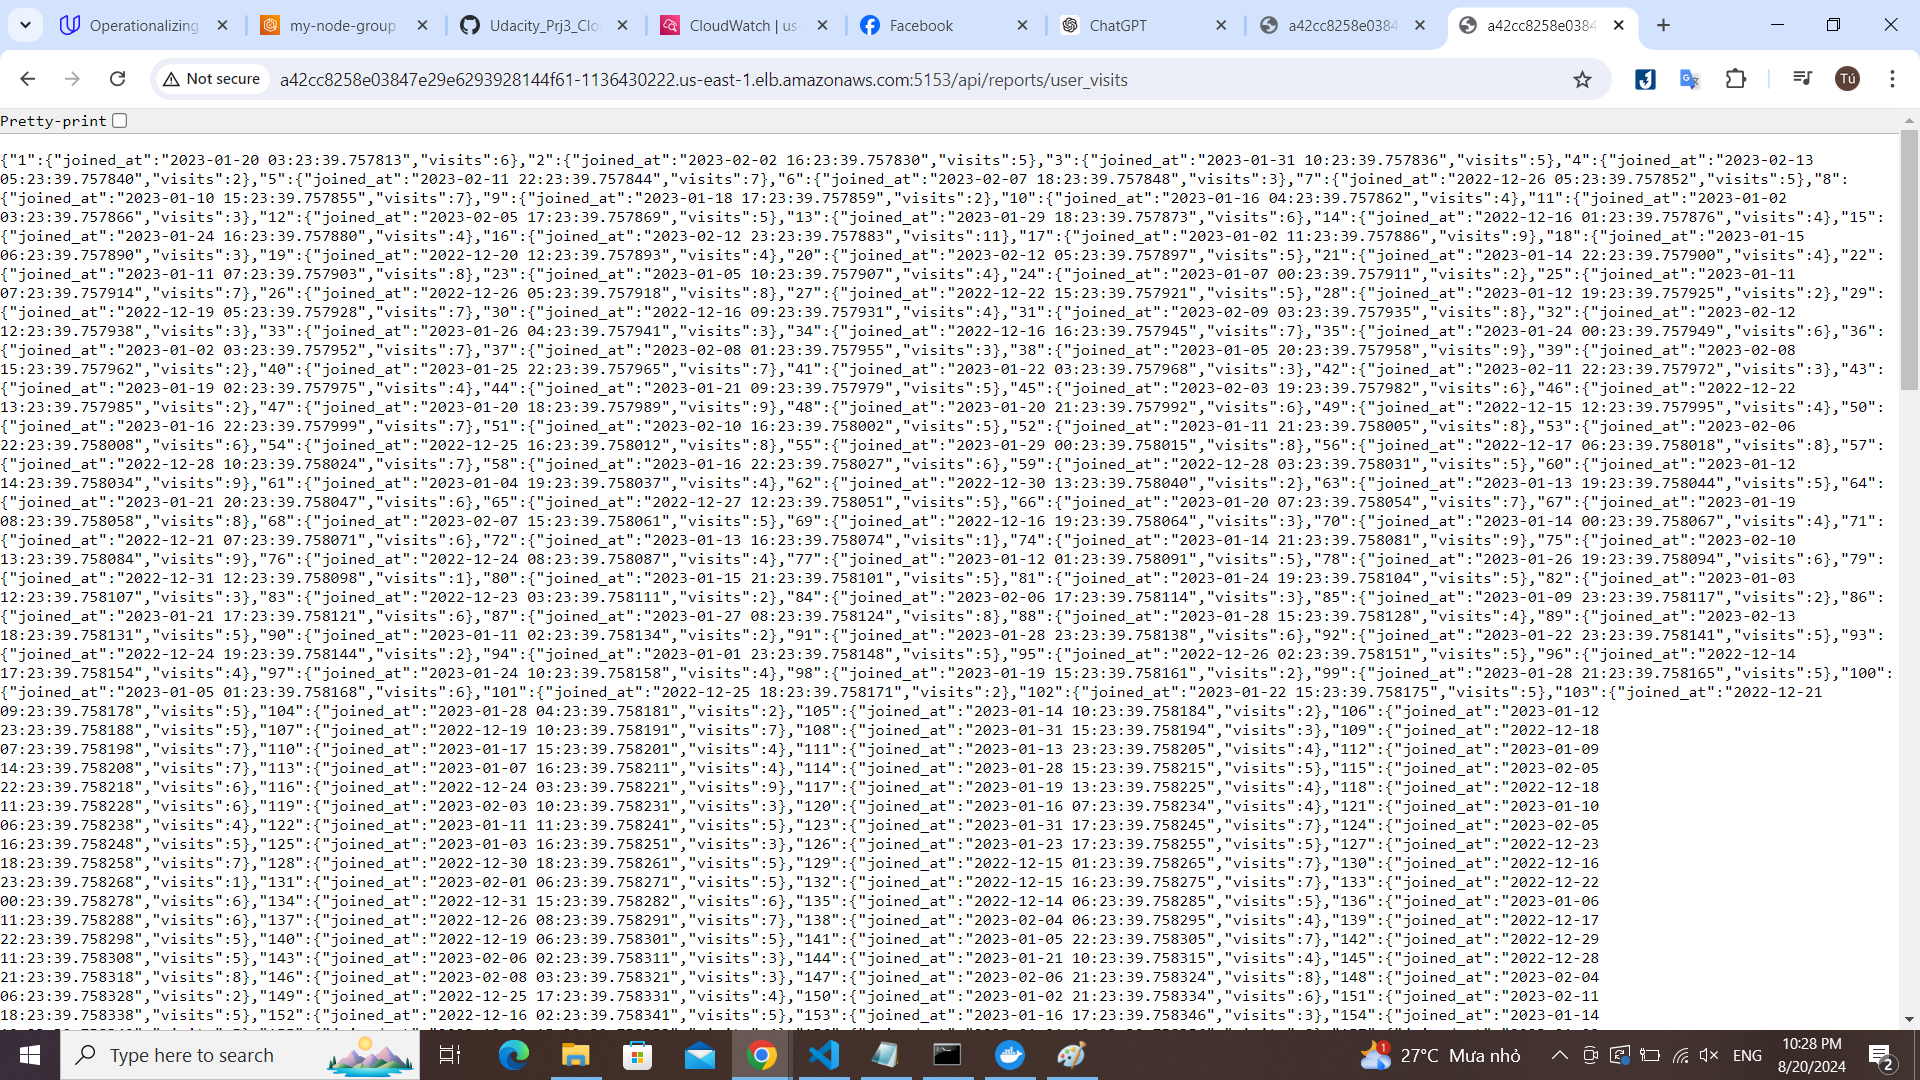 Operationalizing
my-node-group
Udacity_Prj3_Clo
CloudWatch | us-
Facebook
ChatGPT
a42cc8258e0384
a42cc8258e0384
Not secure
a42cc8258e03847e29e6293928144f61-1136430222.us-east-1.elb.amazonaws.com:5153/api/reports/user_visits
Tú
Pretty-print
{"1":{"joined_at":"2023-01-20 03:23:39.757813","visits":6},"2":{"joined_at":"2023-02-02 16:23:39.757830","visits":5},"3":{"joined_at":"2023-01-31 10:23:39.757836","visits":5},"4":{"joined_at":"2023-02-13
05:23:39.757840","visits":2},"5":{"joined_at":"2023-02-11 22:23:39.757844","visits":7},"6":{"joined_at":"2023-02-07 18:23:39.757848","visits":3},"7":{"joined_at":"2022-12-26 05:23:39.757852","visits":5},"8":
{"joined_at":"2023-01-10 15:23:39.757855","visits":7},"9":{"joined_at":"2023-01-18 17:23:39.757859","visits":2},"10":{"joined_at":"2023-01-16 04:23:39.757862","visits":4},"11":{"joined_at":"2023-01-02
03:23:39.757866","visits":3},"12":{"joined_at":"2023-02-05 17:23:39.757869","visits":5},"13":{"joined_at":"2023-01-29 18:23:39.757873","visits":6},"14":{"joined_at":"2022-12-16 01:23:39.757876","visits":4},"15":
{"joined_at":"2023-01-24 16:23:39.757880","visits":4},"16":{"joined_at":"2023-02-12 23:23:39.757883","visits":11},"17":{"joined_at":"2023-01-02 11:23:39.757886","visits":9},"18":{"joined_at":"2023-01-15
06:23:39.757890","visits":3},"19":{"joined_at":"2022-12-20 12:23:39.757893","visits":4},"20":{"joined_at":"2023-02-12 05:23:39.757897","visits":5},"21":{"joined_at":"2023-01-14 22:23:39.757900","visits":4},"22":
{"joined_at":"2023-01-11 07:23:39.757903","visits":8},"23":{"joined_at":"2023-01-05 10:23:39.757907","visits":4},"24":{"joined_at":"2023-01-07 00:23:39.757911","visits":2},"25":{"joined_at":"2023-01-11
07:23:39.757914","visits":7},"26":{"joined_at":"2022-12-26 05:23:39.757918","visits":8},"27":{"joined_at":"2022-12-22 15:23:39.757921","visits":5},"28":{"joined_at":"2023-01-12 19:23:39.757925","visits":2},"29":
{"joined_at":"2022-12-19 05:23:39.757928","visits":7},"30":{"joined_at":"2022-12-16 09:23:39.757931","visits":4},"31":{"joined_at":"2023-02-09 03:23:39.757935","visits":8},"32":{"joined_at":"2023-02-12
12:23:39.757938","visits":3},"33":{"joined_at":"2023-01-26 04:23:39.757941","visits":3},"34":{"joined_at":"2022-12-16 16:23:39.757945","visits":7},"35":{"joined_at":"2023-01-24 00:23:39.757949","visits":6},"36":
{"joined_at":"2023-01-02 03:23:39.757952","visits":7},"37":{"joined_at":"2023-02-08 01:23:39.757955","visits":3},"38":{"joined_at":"2023-01-05 20:23:39.757958","visits":9},"39":{"joined_at":"2023-02-08
15:23:39.757962","visits":2},"40":{"joined_at":"2023-01-25 22:23:39.757965","visits":7},"41":{"joined_at":"2023-01-22 03:23:39.757968","visits":3},"42":{"joined_at":"2023-02-11 22:23:39.757972","visits":3},"43":
{"joined_at":"2023-01-19 02:23:39.757975","visits":4},"44":{"joined_at":"2023-01-21 09:23:39.757979","visits":5},"45":{"joined_at":"2023-02-03 19:23:39.757982","visits":6},"46":{"joined_at":"2022-12-22
13:23:39.757985","visits":2},"47":{"joined_at":"2023-01-20 18:23:39.757989","visits":9},"48":{"joined_at":"2023-01-20 21:23:39.757992","visits":6},"49":{"joined_at":"2022-12-15 12:23:39.757995","visits":4},"50":
{"joined_at":"2023-01-16 22:23:39.757999","visits":7},"51":{"joined_at":"2023-02-10 16:23:39.758002","visits":5},"52":{"joined_at":"2023-01-11 21:23:39.758005","visits":8},"53":{"joined_at":"2023-02-06
22:23:39.758008","visits":6},"54":{"joined_at":"2022-12-25 16:23:39.758012","visits":8},"55":{"joined_at":"2023-01-29 00:23:39.758015","visits":8},"56":{"joined_at":"2022-12-17 06:23:39.758018","visits":8},"57":
{"joined_at":"2022-12-28 10:23:39.758024","visits":7},"58":{"joined_at":"2023-01-16 22:23:39.758027","visits":6},"59":{"joined_at":"2022-12-28 03:23:39.758031","visits":5},"60":{"joined_at":"2023-01-12
14:23:39.758034","visits":9},"61":{"joined_at":"2023-01-04 19:23:39.758037","visits":4},"62":{"joined_at":"2022-12-30 13:23:39.758040","visits":2},"63":{"joined_at":"2023-01-13 19:23:39.758044","visits":5},"64":
{"joined_at":"2023-01-21 20:23:39.758047","visits":6},"65":{"joined_at":"2022-12-27 12:23:39.758051","visits":5},"66":{"joined_at":"2023-01-20 07:23:39.758054","visits":7},"67":{"joined_at":"2023-01-19
08:23:39.758058","visits":8},"68":{"joined_at":"2023-02-07 15:23:39.758061","visits":5},"69":{"joined_at":"2022-12-16 19:23:39.758064","visits":3},"70":{"joined_at":"2023-01-14 00:23:39.758067","visits":4},"71":
{"joined_at":"2022-12-21 07:23:39.758071","visits":6},"72":{"joined_at":"2023-01-13 16:23:39.758074","visits":1},"74":{"joined_at":"2023-01-14 21:23:39.758081","visits":9},"75":{"joined_at":"2023-02-10
13:23:39.758084","visits":9},"76":{"joined_at":"2022-12-24 08:23:39.758087","visits":4},"77":{"joined_at":"2023-01-12 01:23:39.758091","visits":5},"78":{"joined_at":"2023-01-26 19:23:39.758094","visits":6},"79":
{"joined_at":"2022-12-31 12:23:39.758098","visits":1},"80":{"joined_at":"2023-01-15 21:23:39.758101","visits":5},"81":{"joined_at":"2023-01-24 19:23:39.758104","visits":5},"82":{"joined_at":"2023-01-03
12:23:39.758107","visits":3},"83":{"joined_at":"2022-12-23 03:23:39.758111","visits":2},"84":{"joined_at":"2023-02-06 17:23:39.758114","visits":3},"85":{"joined_at":"2023-01-09 23:23:39.758117","visits":2},"86":
{"joined_at":"2023-01-21 17:23:39.758121","visits":6},"87":{"joined_at":"2023-01-27 08:23:39.758124","visits":8},"88":{"joined_at":"2023-01-28 15:23:39.758128","visits":4},"89":{"joined_at":"2023-02-13
18:23:39.758131","visits":5},"90":{"joined_at":"2023-01-11 02:23:39.758134","visits":2},"91":{"joined_at":"2023-01-28 23:23:39.758138","visits":6},"92":{"joined_at":"2023-01-22 23:23:39.758141","visits":5},"93":
{"joined_at":"2022-12-24 19:23:39.758144","visits":2},"94":{"joined_at":"2023-01-01 23:23:39.758148","visits":5},"95":{"joined_at":"2022-12-26 02:23:39.758151","visits":5},"96":{"joined_at":"2022-12-14
17:23:39.758154","visits":4},"97":{"joined_at":"2023-01-24 10:23:39.758158","visits":4},"98":{"joined_at":"2023-01-19 15:23:39.758161","visits":2},"99":{"joined_at":"2023-01-28 21:23:39.758165","visits":5},"100":
{"joined_at":"2023-01-05 01:23:39.758168","visits":6},"101":{"joined_at":"2022-12-25 18:23:39.758171","visits":2},"102":{"joined_at":"2023-01-22 15:23:39.758175","visits":5},"103":{"joined_at":"2022-12-21
09:23:39.758178","visits":5},"104":{"joined_at":"2023-01-28 04:23:39.758181","visits":2},"105":{"joined_at":"2023-01-14 10:23:39.758184","visits":2},"106":{"joined_at":"2023-01-12
23:23:39.758188","visits":5},"107":{"joined_at":"2022-12-19 10:23:39.758191","visits":7},"108":{"joined_at":"2023-01-31 15:23:39.758194","visits":3},"109":{"joined_at":"2022-12-18
07:23:39.758198","visits":7},"110":{"joined_at":"2023-01-17 15:23:39.758201","visits":4},"111":{"joined_at":"2023-01-13 23:23:39.758205","visits":4},"112":{"joined_at":"2023-01-09
14:23:39.758208","visits":7},"113":{"joined_at":"2023-01-07 16:23:39.758211","visits":4},"114":{"joined_at":"2023-01-28 15:23:39.758215","visits":5},"115":{"joined_at":"2023-02-05
22:23:39.758218","visits":6},"116":{"joined_at":"2022-12-24 03:23:39.758221","visits":9},"117":{"joined_at":"2023-01-19 13:23:39.758225","visits":4},"118":{"joined_at":"2022-12-18
11:23:39.758228","visits":6},"119":{"joined_at":"2023-02-03 10:23:39.758231","visits":3},"120":{"joined_at":"2023-01-16 07:23:39.758234","visits":4},"121":{"joined_at":"2023-01-10
06:23:39.758238","visits":4},"122":{"joined_at":"2023-01-11 11:23:39.758241","visits":5},"123":{"joined_at":"2023-01-31 17:23:39.758245","visits":7},"124":{"joined_at":"2023-02-05
16:23:39.758248","visits":5},"125":{"joined_at":"2023-01-03 16:23:39.758251","visits":3},"126":{"joined_at":"2023-01-23 17:23:39.758255","visits":5},"127":{"joined_at":"2022-12-23
18:23:39.758258","visits":7},"128":{"joined_at":"2022-12-30 18:23:39.758261","visits":5},"129":{"joined_at":"2022-12-15 01:23:39.758265","visits":7},"130":{"joined_at":"2022-12-16
23:23:39.758268","visits":1},"131":{"joined_at":"2023-02-01 06:23:39.758271","visits":5},"132":{"joined_at":"2022-12-15 16:23:39.758275","visits":7},"133":{"joined_at":"2022-12-22
00:23:39.758278","visits":6},"134":{"joined_at":"2022-12-31 15:23:39.758282","visits":6},"135":{"joined_at":"2022-12-14 06:23:39.758285","visits":5},"136":{"joined_at":"2023-01-06
11:23:39.758288","visits":6},"137":{"joined_at":"2022-12-26 08:23:39.758291","visits":7},"138":{"joined_at":"2023-02-04 06:23:39.758295","visits":4},"139":{"joined_at":"2022-12-17
22:23:39.758298","visits":5},"140":{"joined_at":"2022-12-19 06:23:39.758301","visits":5},"141":{"joined_at":"2023-01-05 22:23:39.758305","visits":7},"142":{"joined_at":"2022-12-29
11:23:39.758308","visits":5},"143":{"joined_at":"2023-02-06 02:23:39.758311","visits":3},"144":{"joined_at":"2023-01-21 10:23:39.758315","visits":4},"145":{"joined_at":"2022-12-28
21:23:39.758318","visits":8},"146":{"joined_at":"2023-02-08 03:23:39.758321","visits":3},"147":{"joined_at":"2023-02-06 21:23:39.758324","visits":8},"148":{"joined_at":"2023-02-04
06:23:39.758328","visits":2},"149":{"joined_at":"2022-12-25 17:23:39.758331","visits":4},"150":{"joined_at":"2023-01-02 21:23:39.758334","visits":6},"151":{"joined_at":"2023-02-11
18:23:39.758338","visits":5},"152":{"joined_at":"2022-12-16 02:23:39.758341","visits":5},"153":{"joined_at":"2023-01-16 17:23:39.758346","visits":3},"154":{"joined_at":"2023-01-14
Type here to search
1
27°C Mưa nhỏ
ENG
10:28 PM
8/20/2024
2